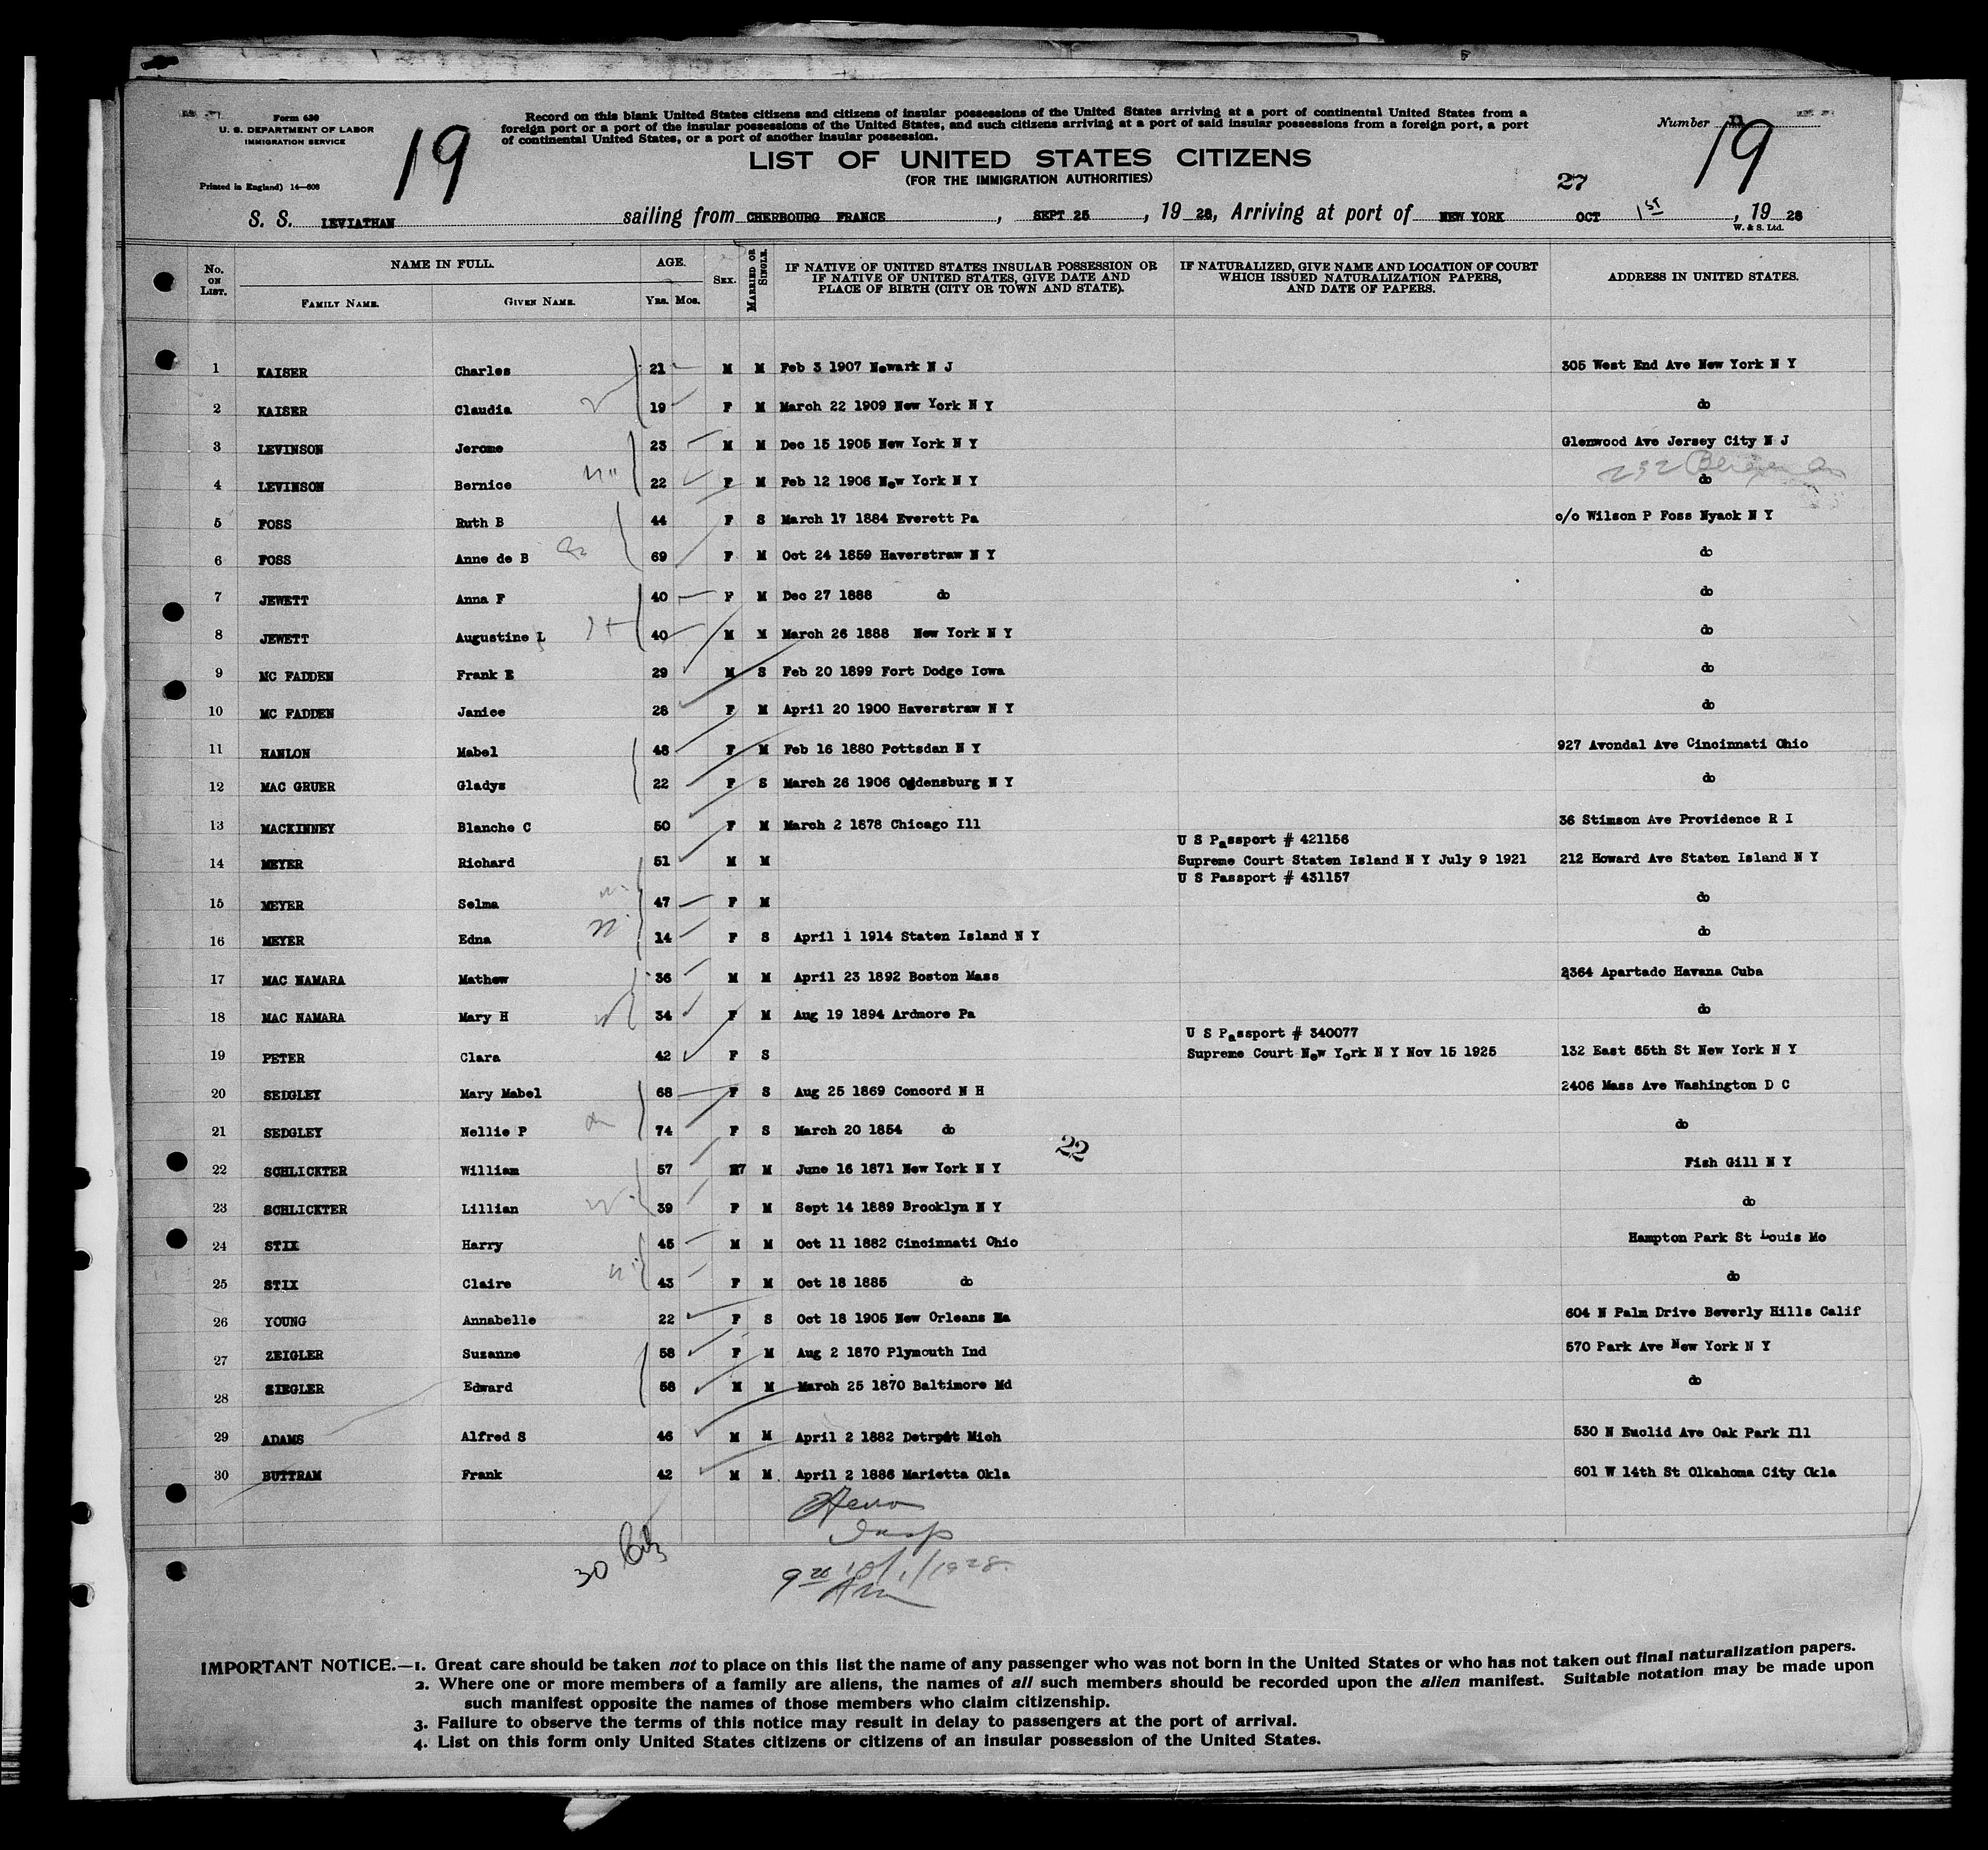 Form 630
U. S. DEPARTMENT OF LABOR
IMMIGRATION SERVICE
Printed in England) 14—608
19
Record on this blank United States citizens and citizens of insular possessions of the United States arriving at a port of continental United States from a
foreign port or a port of the insular possessions of the United States, and such citizens arriving at a port of said insular possessions from a foreign port, a port
of continental United States, or a port of another insular possession.
Number 19
LIST OF UNITED STATES CITIZENS
(FOR THE IMMIGRATION AUTHORITIES)
27
S. S. LEVIATHAN sailing from CHERBOURG FRANCE , SEPT 25 , 19 28, Arriving at port of NEW YORK OCT 1ST , 19 28
W. & S. Ltd.
No. ON LIST. NAME IN FULL. FAMILY NAME. GIVEN NAME. AGE. YRS. MOS. SEX. MARRIED OR SINGLE. IF NATIVE OF UNITED STATES INSULAR POSSESSION OR IF NATIVE OF UNITED STATES, GIVE DATE AND PLACE OF BIRTH (CITY OR TOWN AND STATE). IF NATURALIZED, GIVE NAME AND LOCATION OF COURT WHICH ISSUED NATURALIZATION PAPERS, AND DATE OF PAPERS. ADDRESS IN UNITED STATES.
1 KAISER Charles 21 M M Feb 3 1907 Newark N J 305 West End Ave New York N Y
2 KAISER Claudia 19 F M March 22 1909 New York N Y do
3 LEVINSON Jerome 23 M M Dec 15 1905 New York N Y Glenwood Ave Jersey City N J
232
4 LEVINSON Bernice 22 F M Feb 12 1906 New York N Y do
5 FOSS Ruth B 44 F S March 17 1884 Everett Pa c/o Wilson P Foss Nyack N Y
6 FOSS Anne de B 69 F M Oct 24 1859 Haverstraw N Y do
7 JEWETT Anna F 40 F M Dec 27 1888 do do
8 JEWETT Augustine L 40 M M March 26 1888 New York N Y do
9 MC FADDEN Frank E 29 M S Feb 20 1899 Fort Dodge Iowa do
10 MC FADDEN Janice 28 F M April 20 1900 Haverstraw N Y do
11 HANLON Mabel 48 F M Feb 16 1880 Pottsdan N Y 927 Avondal Ave Cincinnati Ohio
12 MAC GRUER Gladys 22 F S March 26 1906 Ogdensburg N Y do
13 MACKINNEY Blanche C 50 F M March 2 1878 Chicago Ill 36 Stimson Ave Providence R I
U S Passport # 421156
14 MEYER Richard 51 M M Supreme Court Staten Island N Y July 9 1921 212 Howard Ave Staten Island N Y
U S Passport # 431157
15 MEYER Selma 47 F M do
16 MEYER Edna 14 F S April 1 1914 Staten Island N Y do
17 MAC NAMARA Mathew 36 M M April 23 1892 Boston Mass 2364 Apartado Havana Cuba
18 MAC NAMARA Mary H 34 F M Aug 19 1894 Ardmore Pa do
U S Passport # 340077
19 PETER Clara 42 F S Supreme Court New York N Y Nov 15 1925 132 East 65th St New York N Y
20 SEDGLEY Mary Mabel 68 F S Aug 25 1869 Concord N H 2406 Mass Ave Washington D C
21 SEDGLEY Nellie P 74 F S March 20 1854 do do
22
22 SCHLICKTER William 57 M M June 16 1871 New York N Y Fish Gill N Y
23 SCHLICKTER Lillian 39 F M Sept 14 1889 Brooklyn N Y do
24 STIX Harry 45 M M Oct 11 1882 Cincinnati Ohio Hampton Park St Louis Mo
25 STIX Claire 43 F M Oct 18 1885 do do
26 YOUNG Annabelle 22 F S Oct 18 1905 New Orleans 604 N Palm Drive Beverly Hills Calif
27 ZEIGLER Suzanne 58 F M Aug 2 1870 Plymouth Ind 570 Park Ave New York N Y
28 ZIEGLER Edward 58 M M March 25 1870 Baltimore Md do
29 ADAMS Alfred S 46 M M April 2 1882 Mich 530 N Euclid Ave Oak Park Ill
30 BUTTRAM Frank 42 M M April 2 1886 Marietta Okla 601 W 14th St Olkahoma City Okla
Insp
30
10/1/1928
IMPORTANT NOTICE.—1. Great care should be taken not to place on this list the name of any passenger who was not born in the United States or who has not taken out final naturalization papers.
2. Where one or more members of a family are aliens, the names of all such members should be recorded upon the alien manifest. Suitable notation may be made upon
such manifest opposite the names of those members who claim citizenship.
3. Failure to observe the terms of this notice may result in delay to passengers at the port of arrival.
4. List on this form only United States citizens or citizens of an insular possession of the United States.